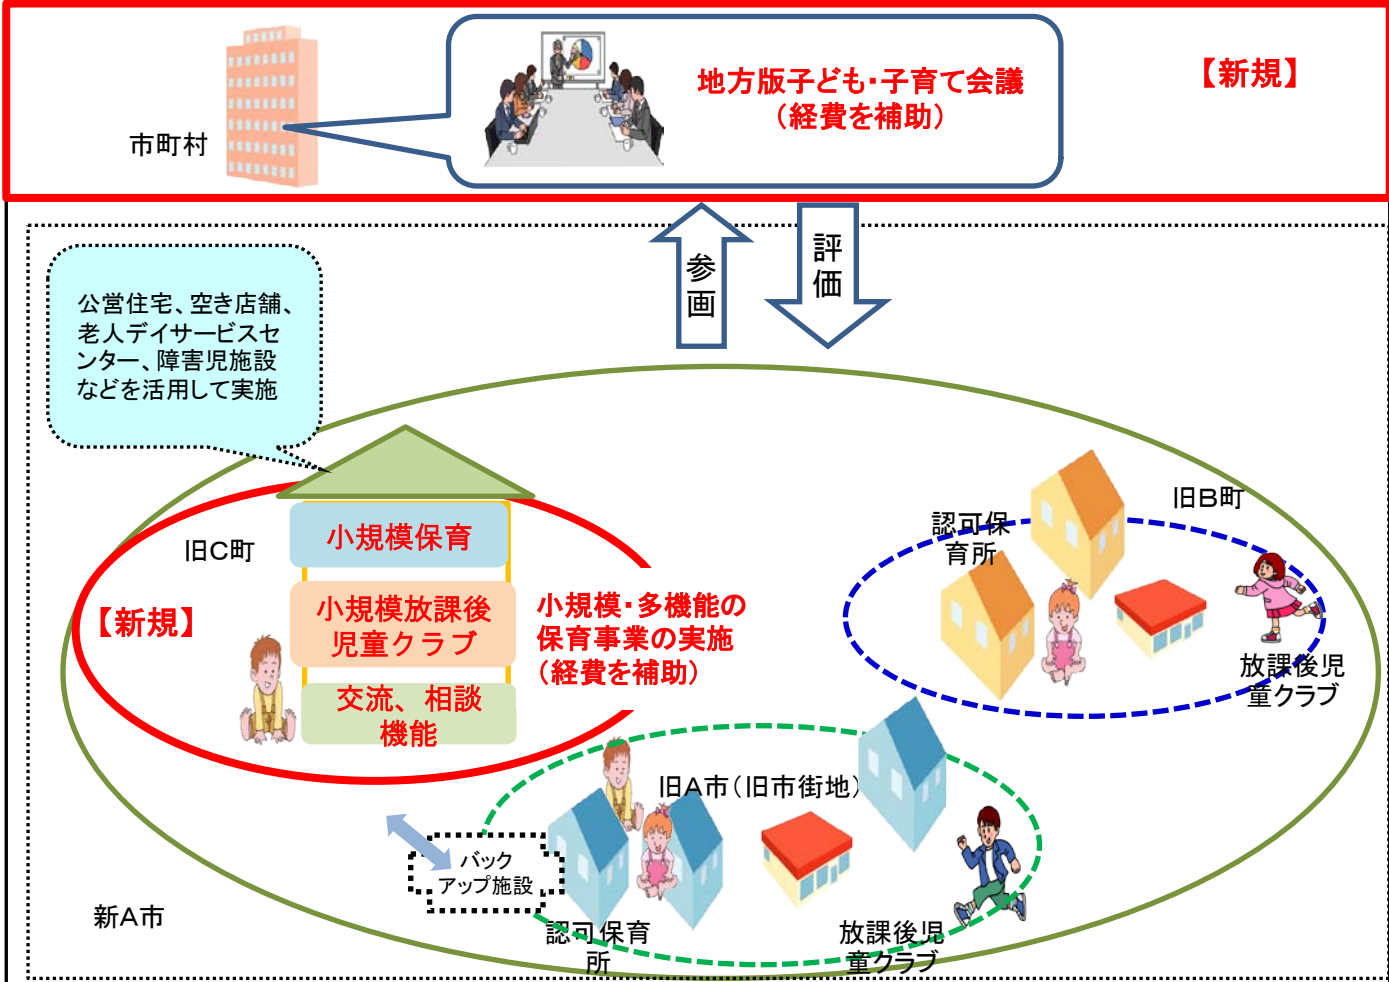 市町村
地方版子ども・子育て会議
（経費を補助）
【新規】
参画
評価
公営住宅、空き店舗、
老人デイサービスセ
ンター、障害児施設
などを活用して実施
旧C町
【新規】
小規模保育
小規模放課後
児童クラブ
交流、相談
機能
小規模・多機能の
保育事業の実施
（経費を補助）
旧B町
認可保
育所
放課後児
童クラブ
旧A市（旧市街地）
バック
アップ施設
認可保育
所
放課後児
童クラブ
新A市